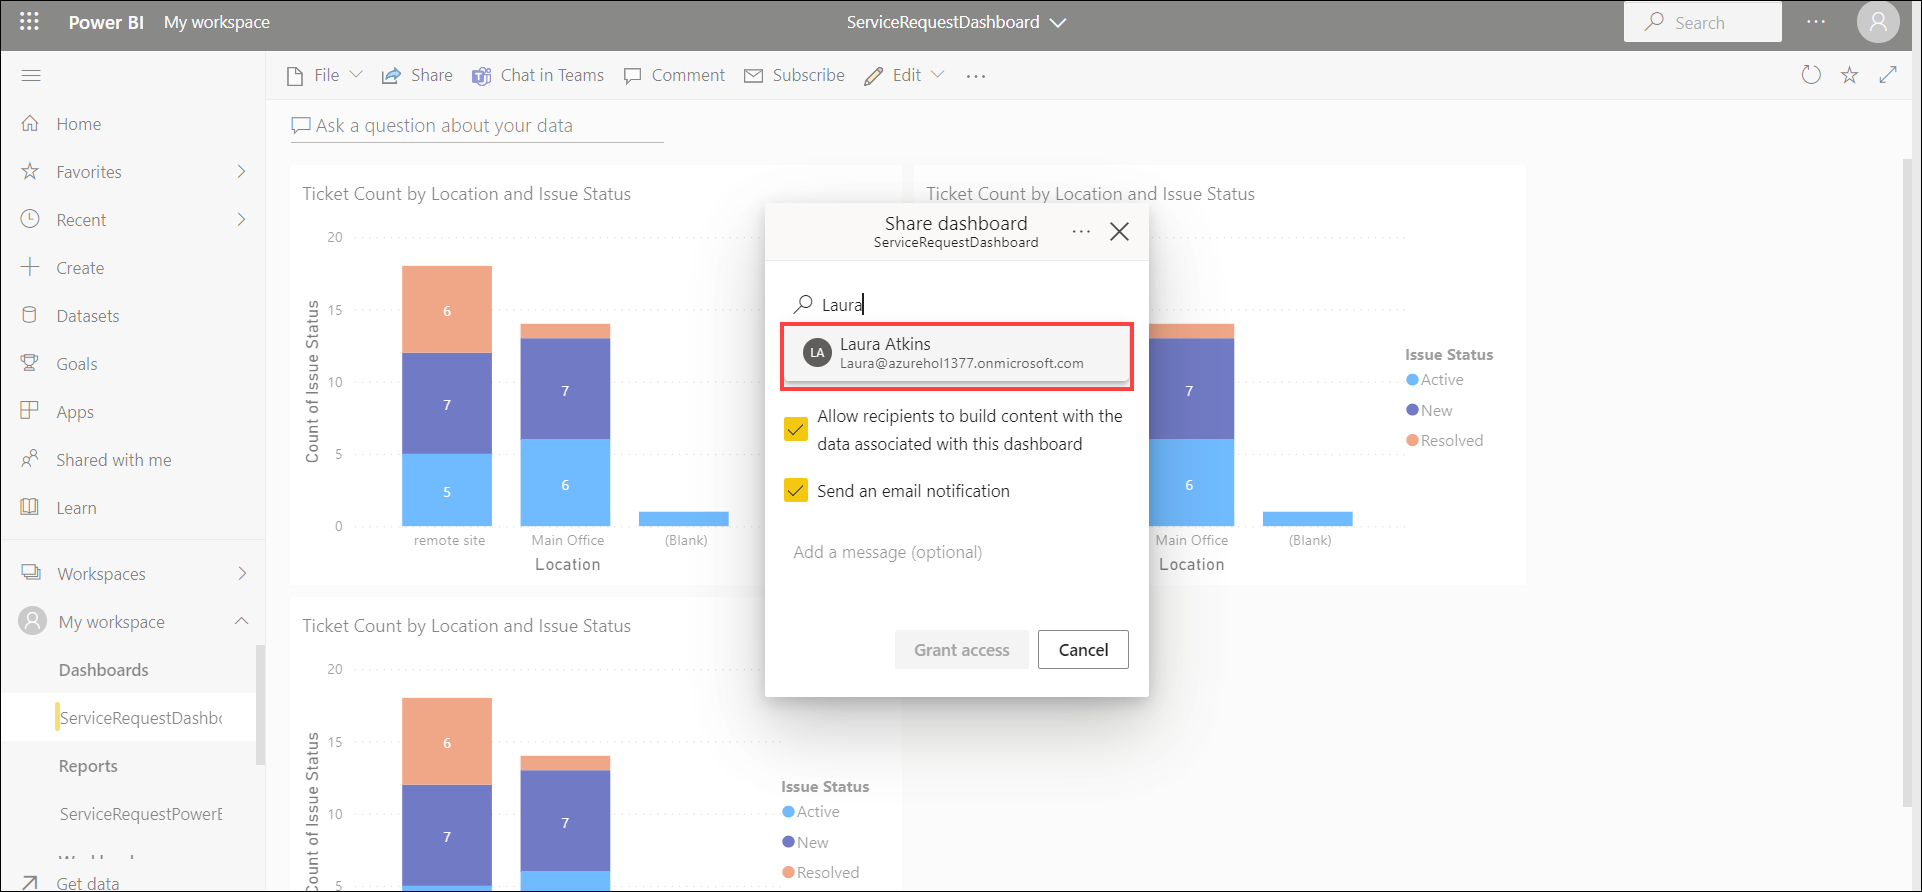 Power BI My workspace
ServiceRequestDashboard
Search
File
Share
Chat in Teams
Comment
Subscribe
Edit
Home
Favorites
Recent
Create
Datasets
Goals
Apps
Shared with me
Learn
Workspaces
My workspace
Dashboards
ServiceRequestDashbo
Reports
ServiceRequestPowerB
Get data
Ask a question about your data
Ticket Count by Location and Issue Status
Count of Issue Status
20
15
10
5
0
6
7
5
7
6
remote site
Main Office
(Blank)
Location
Ticket Count by Location and Issue Status
7
6
Main Office
(Blank)
Location
Issue Status
Active
New
Resolved
Share dashboard
ServiceRequestDashboard
Laura
LA
Laura Atkins
Laura@azurehol1377.onmicrosoft.com
Allow recipients to build content with the
data associated with this dashboard
Send an email notification
Add a message (optional)
Grant access
Cancel
Ticket Count by Location and Issue Status
Count of Issue Status
20
15
10
5
6
7
7
Issue Status
Active
New
Resolved